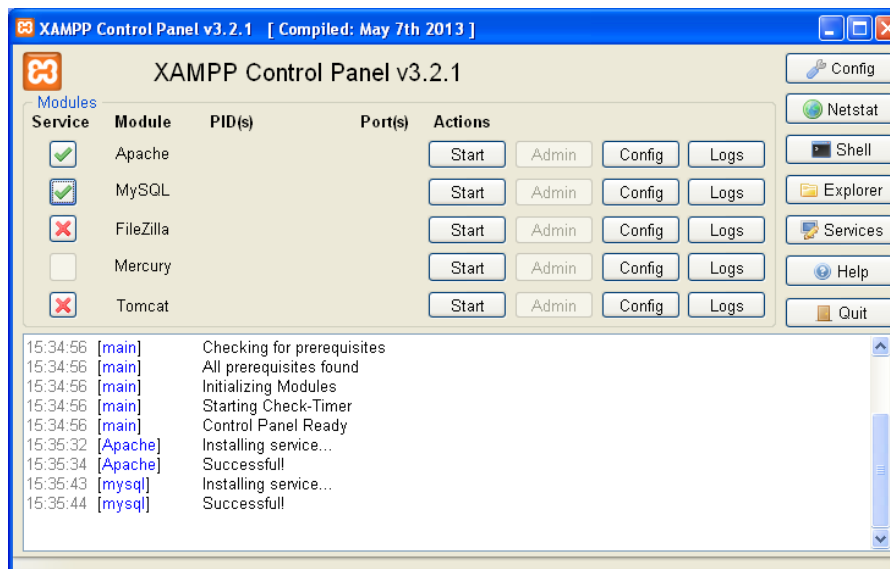 XAMPP Control Panel v3.2.1 [ Compiled: May 7th 2013 ]
XAMPP Control Panel v3.2.1
Config
Modules
Service Module PID(s) Port(s) Actions
Netstat
Apache Start Admin Config Logs
Shell
MySQL Start Admin Config Logs
Explorer
FileZilla Start Admin Config Logs
Services
Mercury Start Admin Config Logs
Help
Tomcat Start Admin Config Logs
Quit
15:34:56 [main] Checking for prerequisites
15:34:56 [main] All prerequisites found
15:34:56 [main] Initializing Modules
15:34:56 [main] Starting Check-Timer
15:34:56 [main] Control Panel Ready
15:35:32 [Apache] Installing service...
15:35:34 [Apache] Successful!
15:35:43 [mysql] Installing service...
15:35:44 [mysql] Successful!